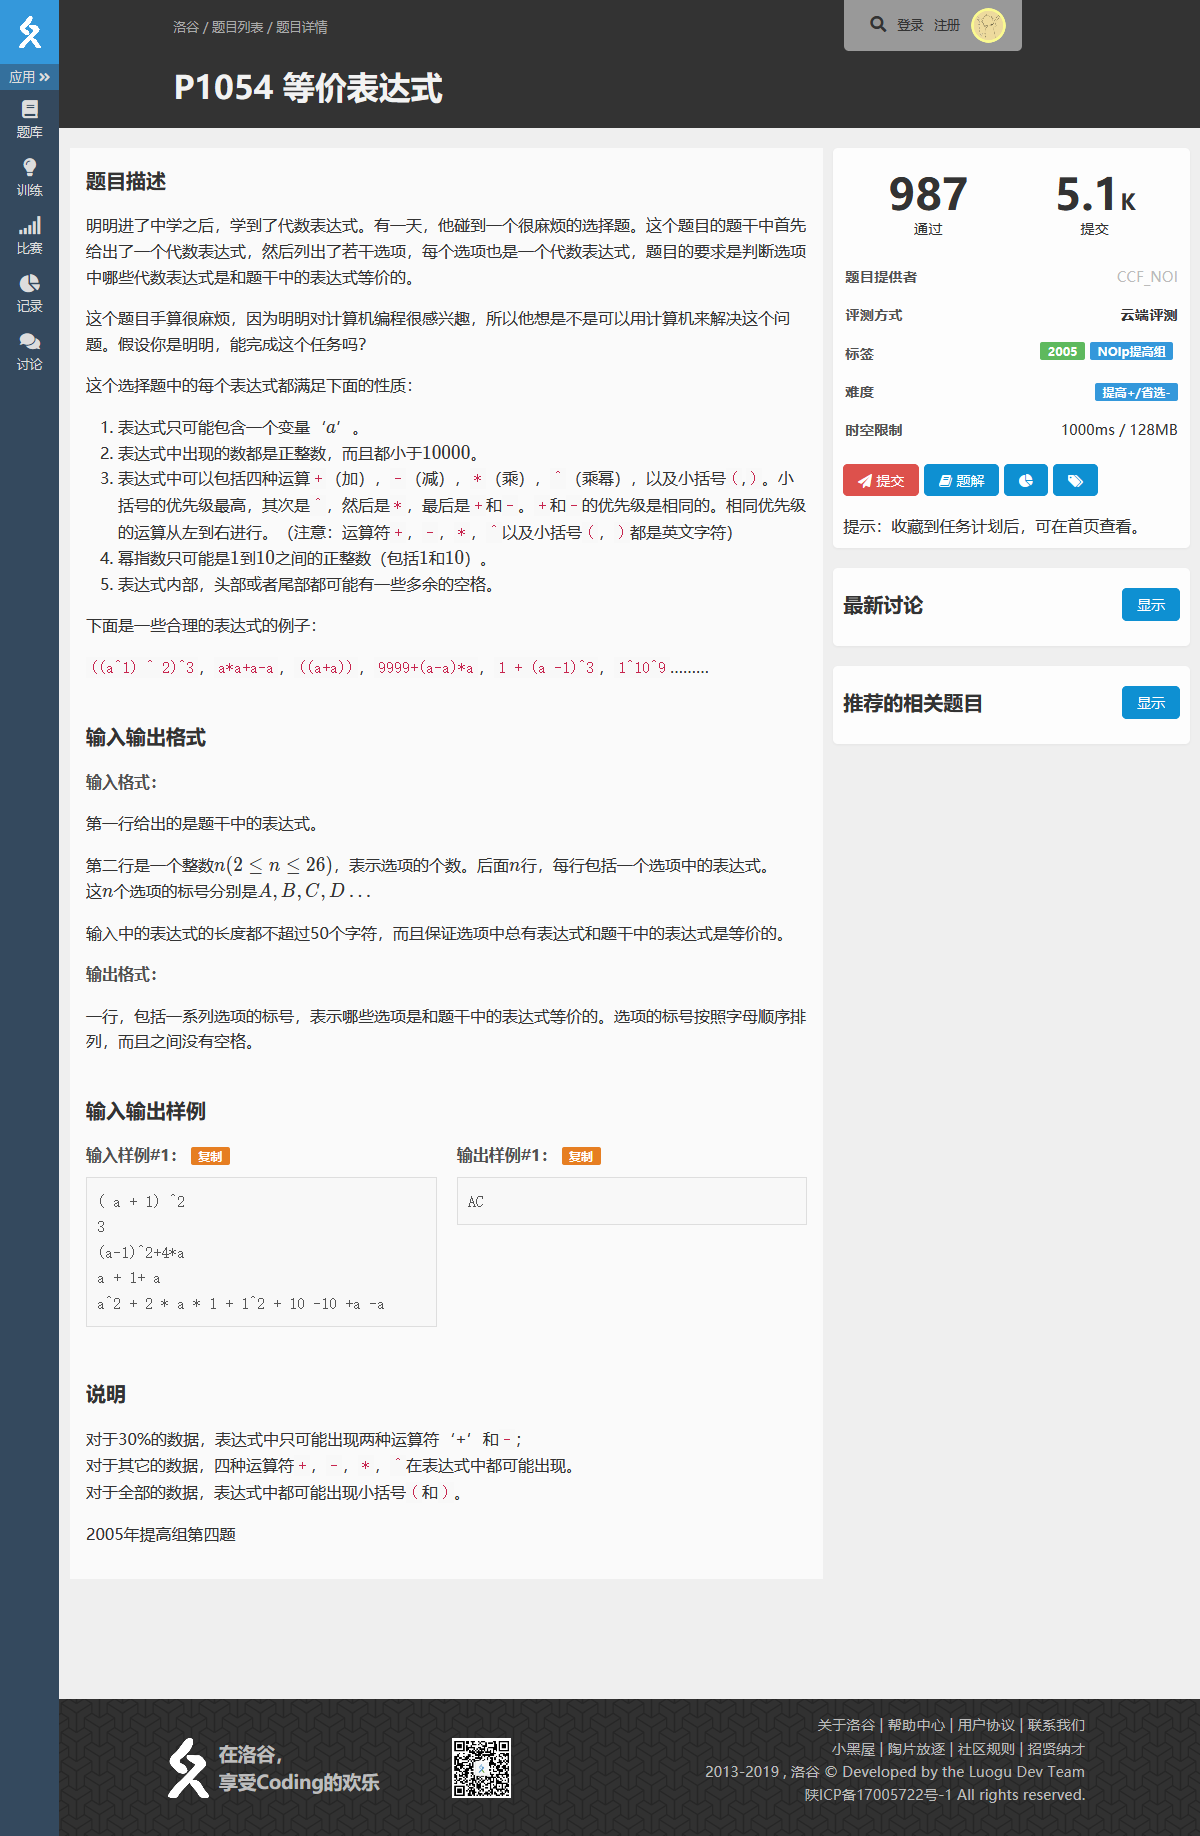 洛谷 / 题目列表 / 题目详情
登录 注册
P1054 等价表达式
应用
题库
训练
比赛
记录
讨论
题目描述
明明进了中学之后，学到了代数表达式。有一天，他碰到一个很麻烦的选择题。这个题目的题干中首先
给出了一个代数表达式，然后列出了若干选项，每个选项也是一个代数表达式，题目的要求是判断选项
中哪些代数表达式是和题干中的表达式等价的。
这个题目手算很麻烦，因为明明对计算机编程很感兴趣，所以他想是不是可以用计算机来解决这个问
题。假设你是明明，能完成这个任务吗？
这个选择题中的每个表达式都满足下面的性质：
1. 表达式只可能包含一个变量‘a’。
2. 表达式中出现的数都是正整数，而且都小于10000。
3. 表达式中可以包括四种运算+（加），-（减），*（乘），^（乘幂），以及小括号(,)。小
括号的优先级最高，其次是^，然后是*，最后是+和-。+和-的优先级是相同的。相同优先级
的运算从左到右进行。（注意：运算符+，-，*，^以及小括号(，)都是英文字符）
4. 幂指数只可能是1到10之间的正整数（包括1和10）。
5. 表达式内部，头部或者尾部都可能有一些多余的空格。
下面是一些合理的表达式的例子：
((a^1) ^ 2)^3，a*a+a-a，((a+a))，9999+(a-a)*a，1 + (a -1)^3，1^10^9………
输入输出格式
输入格式：
第一行给出的是题干中的表达式。
第二行是一个整数n(2 ≤ n ≤ 26)，表示选项的个数。后面n行，每行包括一个选项中的表达式。
这n个选项的标号分别是A, B, C, D . . .
输入中的表达式的长度都不超过50个字符，而且保证选项中总有表达式和题干中的表达式是等价的。
输出格式：
一行，包括一系列选项的标号，表示哪些选项是和题干中的表达式等价的。选项的标号按照字母顺序排
列，而且之间没有空格。
输入输出样例
输入样例#1： 复制
( a + 1) ^2
3
(a-1)^2+4*a
a + 1+ a
a^2 + 2 * a * 1 + 1^2 + 10 -10 +a -a
输出样例#1： 复制
AC
说明
对于30%的数据，表达式中只可能出现两种运算符‘+’和-；
对于其它的数据，四种运算符+，-，*，^在表达式中都可能出现。
对于全部的数据，表达式中都可能出现小括号(和)。
2005年提高组第四题
987 5.1K
通过 提交
题目提供者 CCF_NOI
评测方式 云端评测
标签 2005 NOIp提高组
难度 提高+/省选-
时空限制 1000ms / 128MB
提交 题解
提示：收藏到任务计划后，可在首页查看。
最新讨论 显示
推荐的相关题目 显示
在洛谷，
享受Coding的欢乐
关于洛谷 | 帮助中心 | 用户协议 | 联系我们
小黑屋 | 陶片放逐 | 社区规则 | 招贤纳才
2013-2019 , 洛谷 © Developed by the Luogu Dev Team
陕ICP备17005722号-1 All rights reserved.